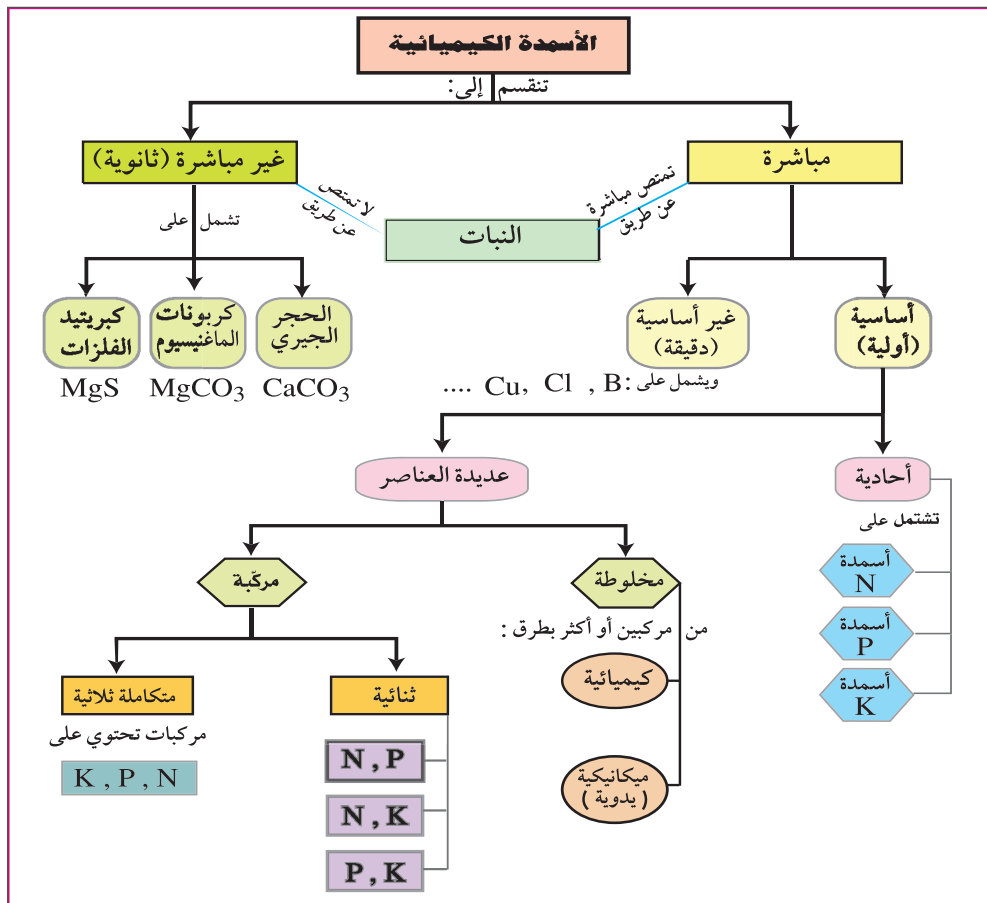 الأسمدة الكيميائية
تنقسم إلى:
مباشرة
غير مباشرة (ثانوية)
تمتص مباشرة
عن طريق
لا تمتص
عن طريق
النبات
تشمل على
أساسية
(أولية)
غير أساسية
(دقيقة)
الحجر
الجيري
CaCO₃
كربونات
الماغنيسيوم
MgCO₃
كبريتيد
الفلزات
MgS
ويشمل على: Cu, Cl , B ....
أحادية
عديدة العناصر
تشتمل على
أسمدة
N
أسمدة
P
أسمدة
K
مخلوطة
مركّبة
من مركبين أو أكثر بطرق :
كيميائية
ميكانيكية
( يدوية )
ثنائية
N , P
N , K
P , K
متكاملة ثلاثية
مركبات تحتوي على
K , P , N